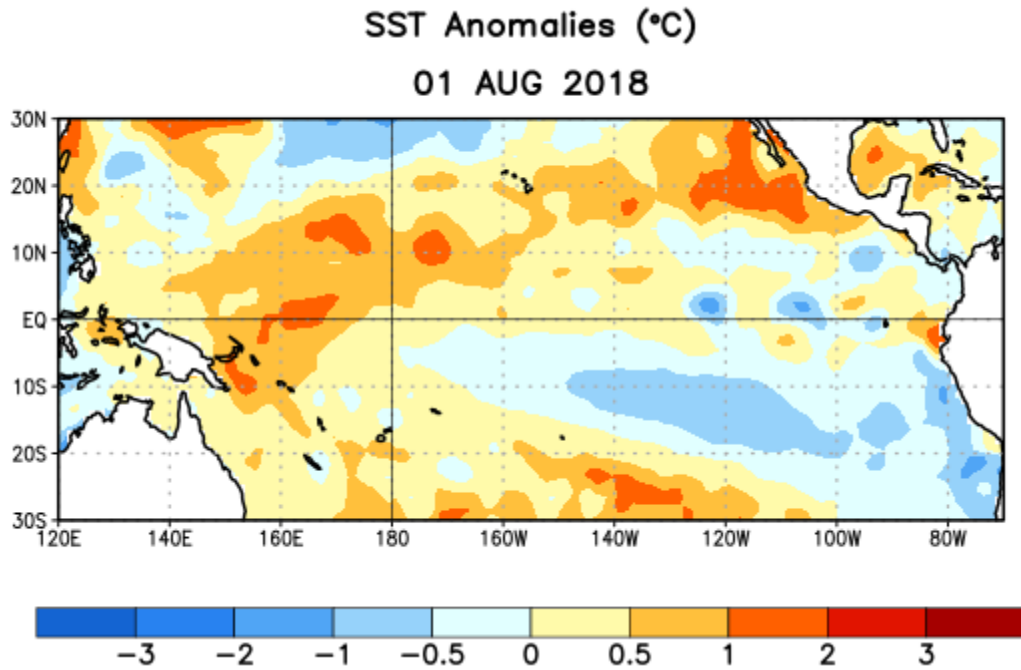 SST Anomalies (°C)
01 AUG 2018
30N
20N
10N
EQ
10S
20S
30S
120E 140E 160E 180 160W 140W 120W 100W 80W
-3 -2 -1 -0.5 0 0.5 1 2 3